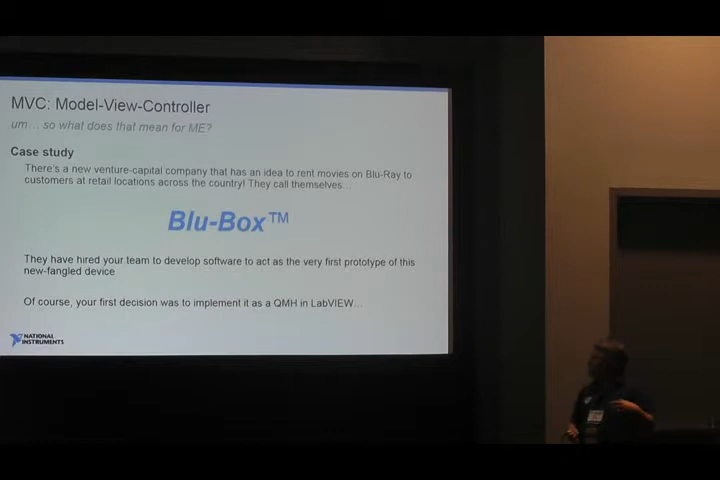 MVC: Model-View-Controller
um... so what does that mean for ME?
Case study
There's a new venture-capital company that has an idea to rent movies on Blu-Ray to
customers at retail locations across the country! They call themselves...
Blu-Box™
They have hired your team to develop software to act as the very first prototype of this
new-fangled device
Of course, your first decision was to implement it as a QMH in LabVIEW...
NATIONAL
INSTRUMENTS